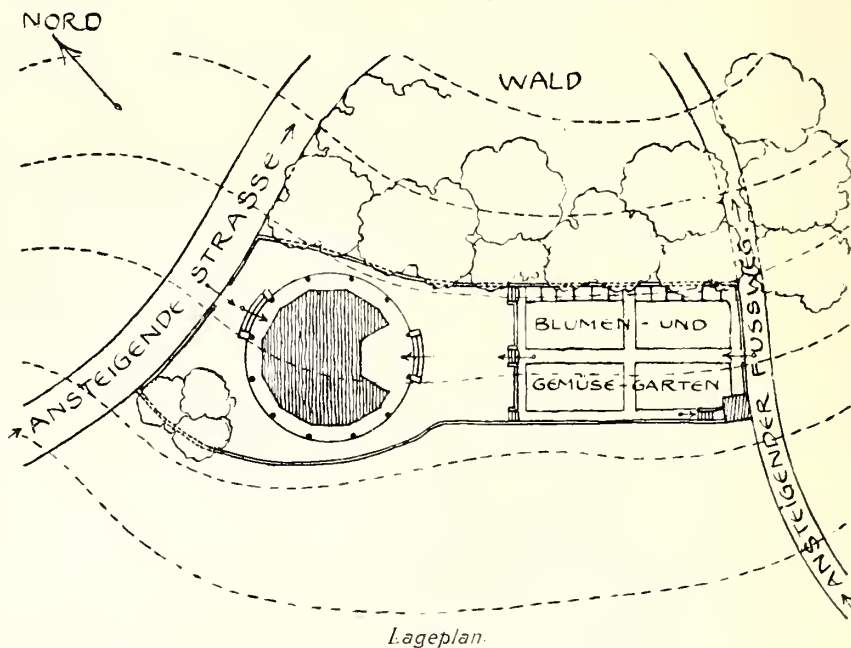 NORD
WALD
ANSTEIGENDE STRASSE
BLUMEN - UND
GEMÜSE - GARTEN
ANSTEIGENDER FUSSWEG
Lageplan.